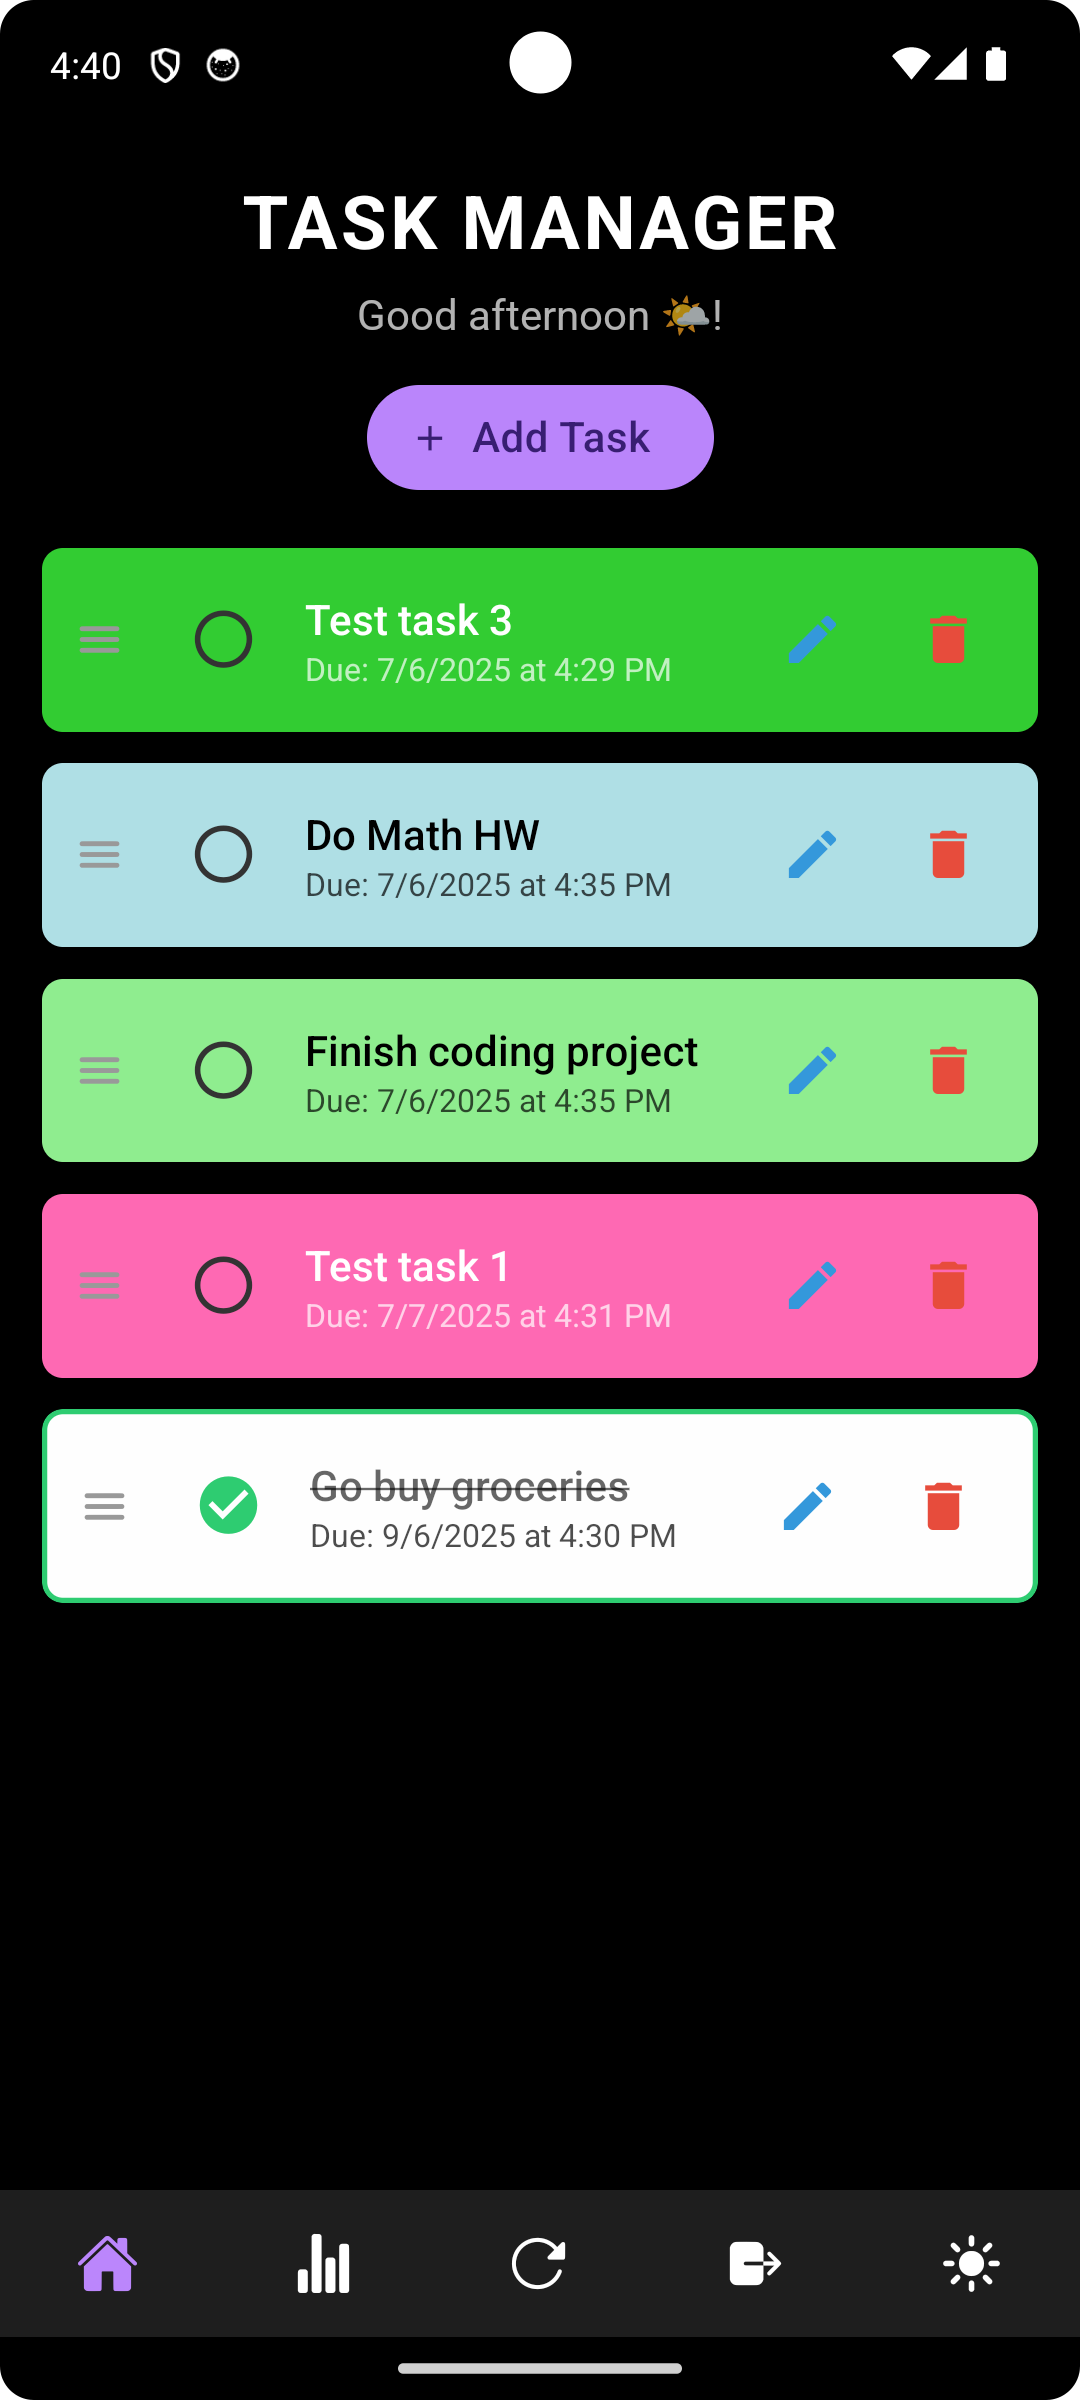 4:40
TASK MANAGER
Good afternoon 🌤️!
+ Add Task
Test task 3
Due: 7/6/2025 at 4:29 PM
Do Math HW
Due: 7/6/2025 at 4:35 PM
Finish coding project
Due: 7/6/2025 at 4:35 PM
Test task 1
Due: 7/7/2025 at 4:31 PM
Go buy groceries
Due: 9/6/2025 at 4:30 PM